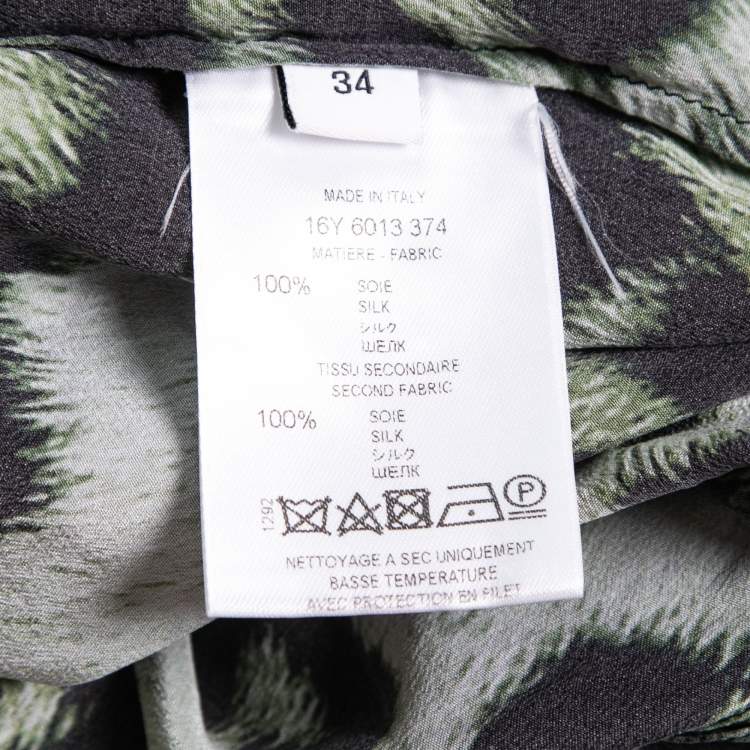 34
MADE IN ITALY
16Y 6013 374
MATIERE - FABRIC
100% SOIE
SILK
シルク
ШЕЛК
TISSU SECONDAIRE
SECOND FABRIC
100% SOIE
SILK
シルク
ШЕЛК
1292
P
NETTOYAGE A SEC UNIQUEMENT
BASSE TEMPERATURE
AVEC PROTECTION EN FILET